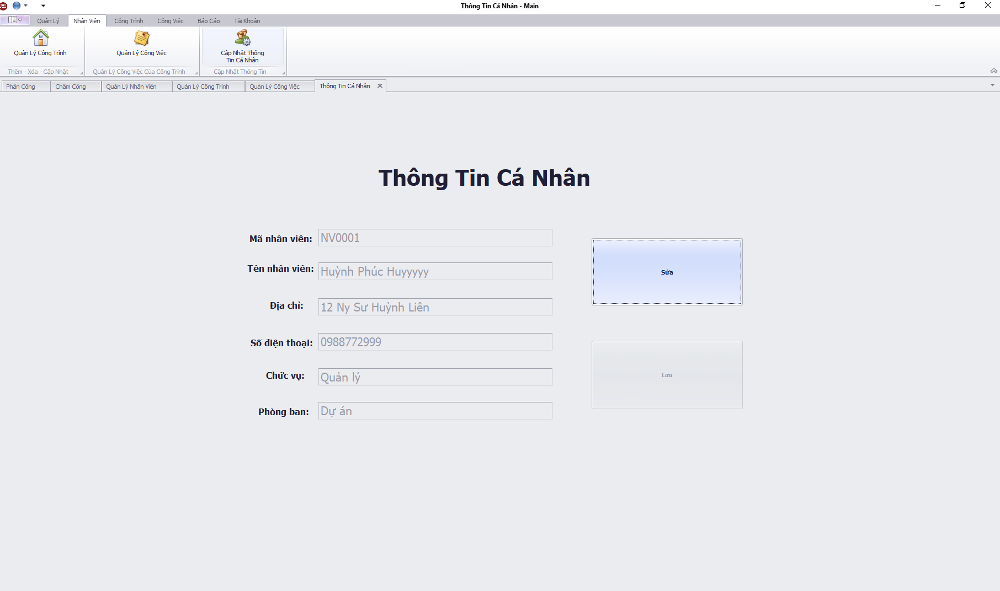 Thông Tin Cá Nhân - Main
Quản Lý
Nhân Viên
Công Trình
Công Việc
Báo Cáo
Tài Khoản
Quản Lý Công Trình
Quản Lý Công Việc
Cập Nhật Thông
Tin Cá Nhân
Thêm - Xóa - Cập Nhật
Quản Lý Công Việc Của Công Trình
Cập Nhật Thông Tin
Phân Công
Chấm Công
Quản Lý Nhân Viên
Quản Lý Công Trình
Quản Lý Công Việc
Thông Tin Cá Nhân
Thông Tin Cá Nhân
Mã nhân viên: NV0001
Tên nhân viên: Huỳnh Phúc Huyyyyy
Địa chỉ: 12 Ny Sư Huỳnh Liên
Số điện thoại: 0988772999
Chức vụ: Quản lý
Phòng ban: Dự án
Sửa
Lưu